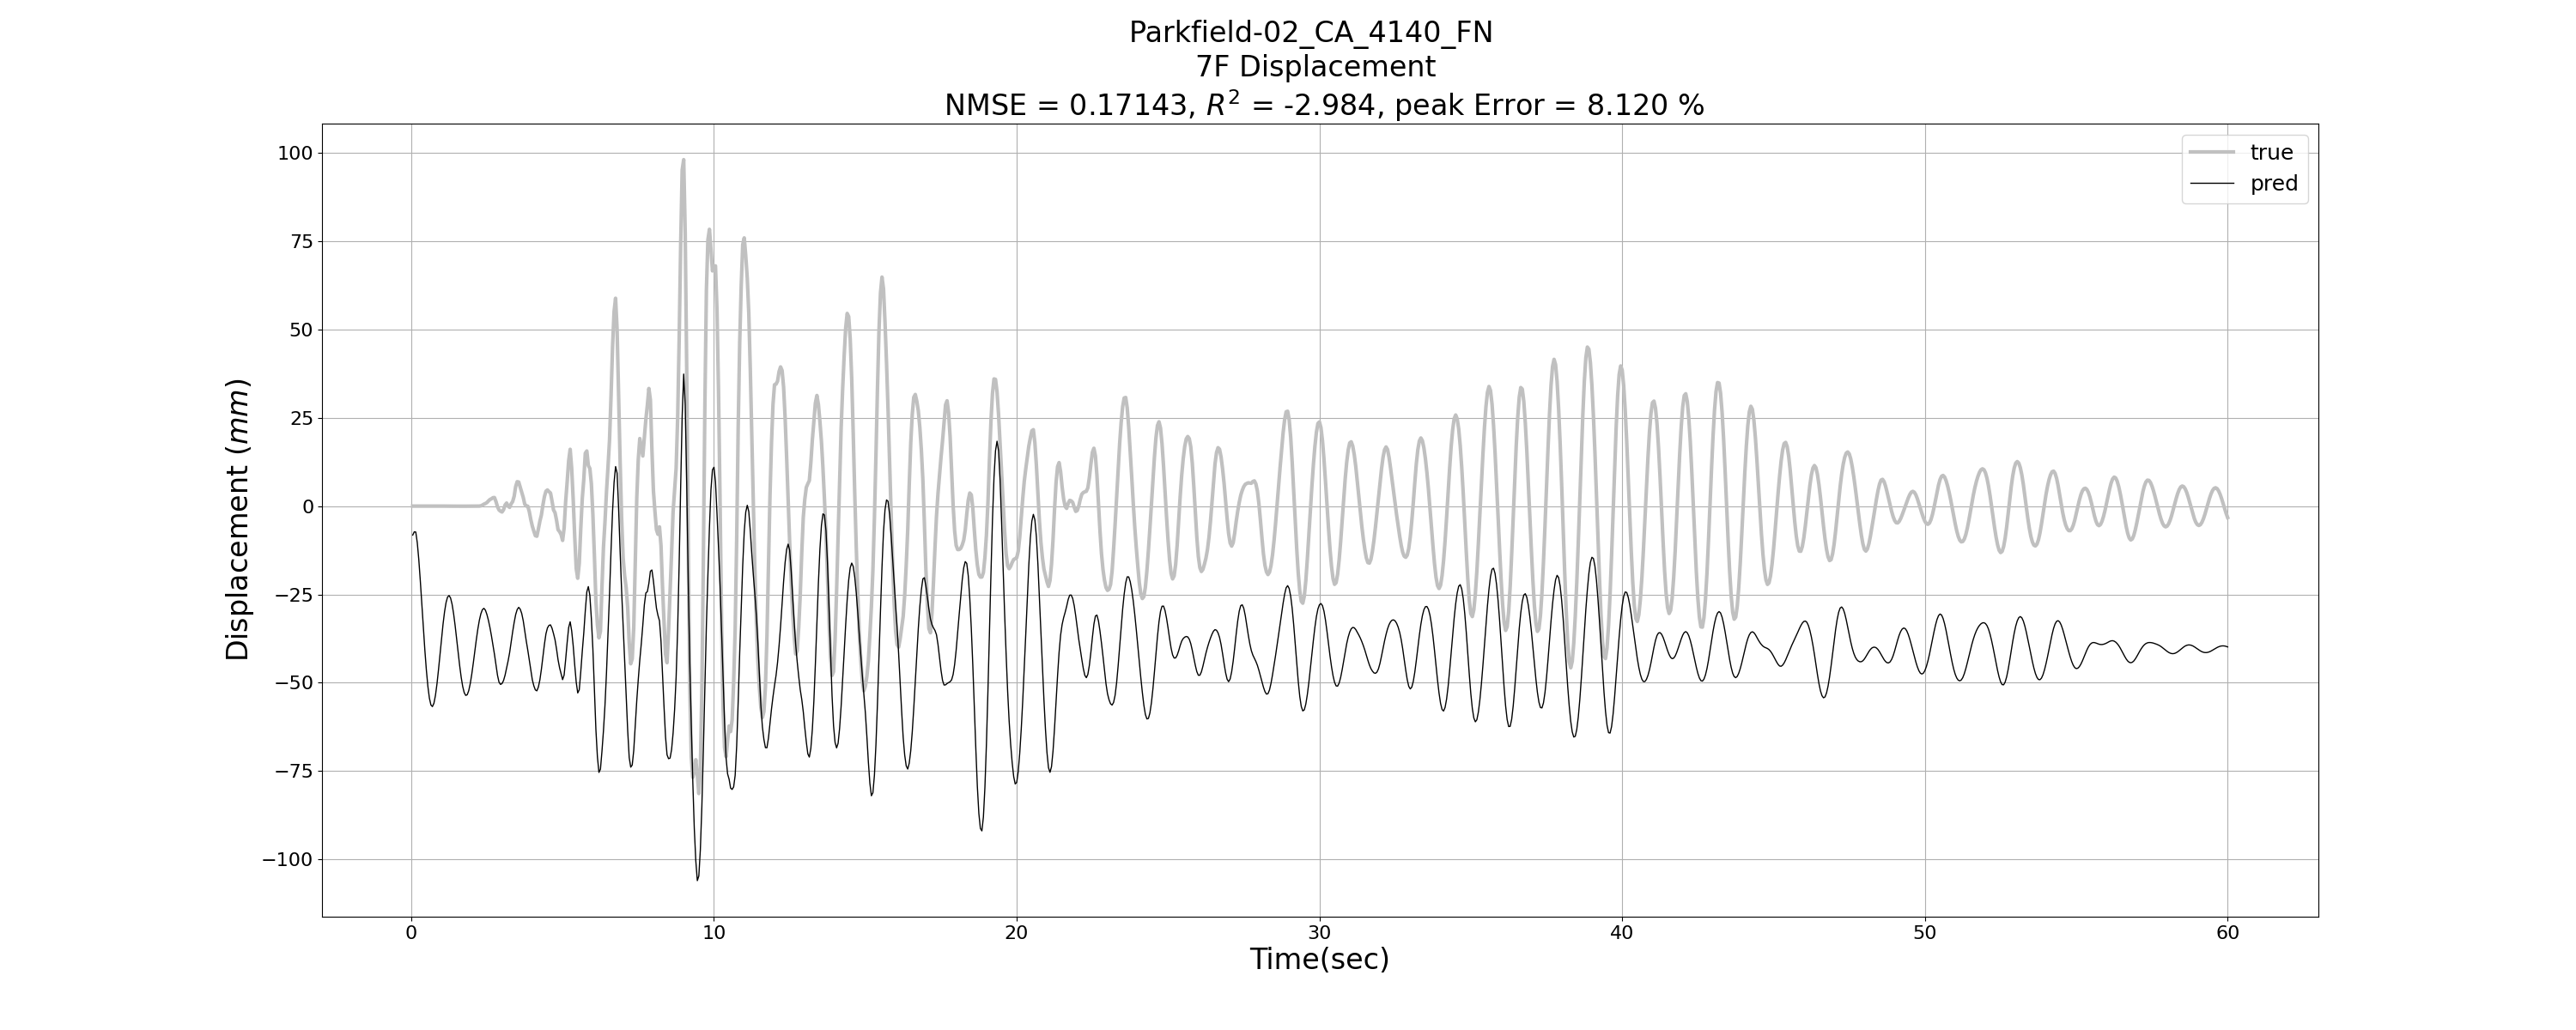 Parkfield-02_CA_4140_FN
7F Displacement
NMSE = 0.17143, R² = -2.984, peak Error = 8.120 %
true
pred
100
75
50
25
0
−25
−50
−75
−100
Displacement (mm)
0 10 20 30 40 50 60
Time(sec)